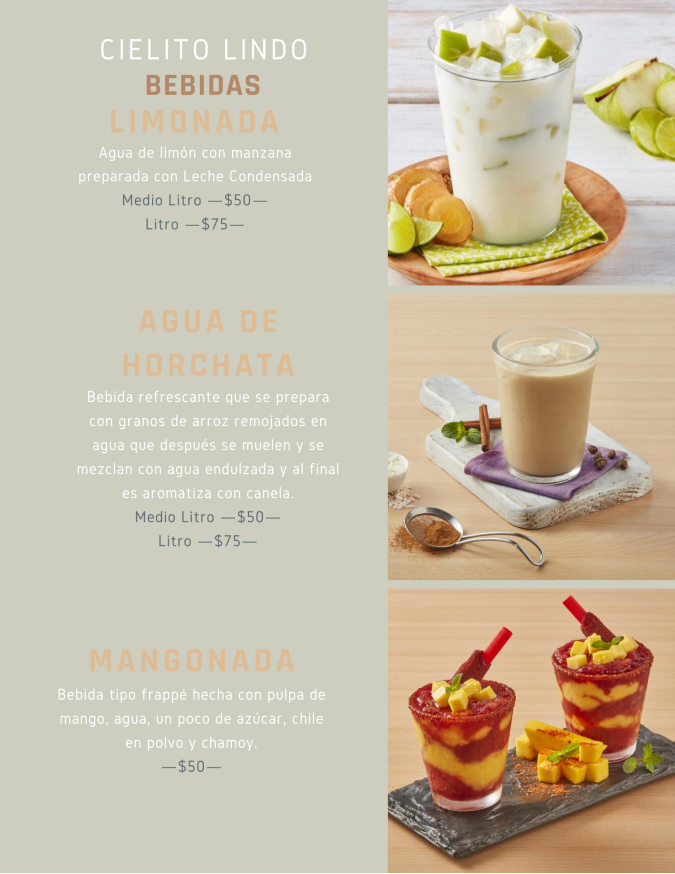 CIELITO LINDO
BEBIDAS
LIMONADA
Agua de limón con manzana
preparada con Leche Condensada
Medio Litro —$50—
Litro —$75—
AGUA DE
HORCHATA
Bebida refrescante que se prepara
con granos de arroz remojados en
agua que después se muelen y se
mezclan con agua endulzada y al final
es aromatiza con canela.
Medio Litro —$50—
Litro —$75—
MANGONADA
Bebida tipo frappé hecha con pulpa de
mango, agua, un poco de azúcar, chile
en polvo y chamoy.
—$50—